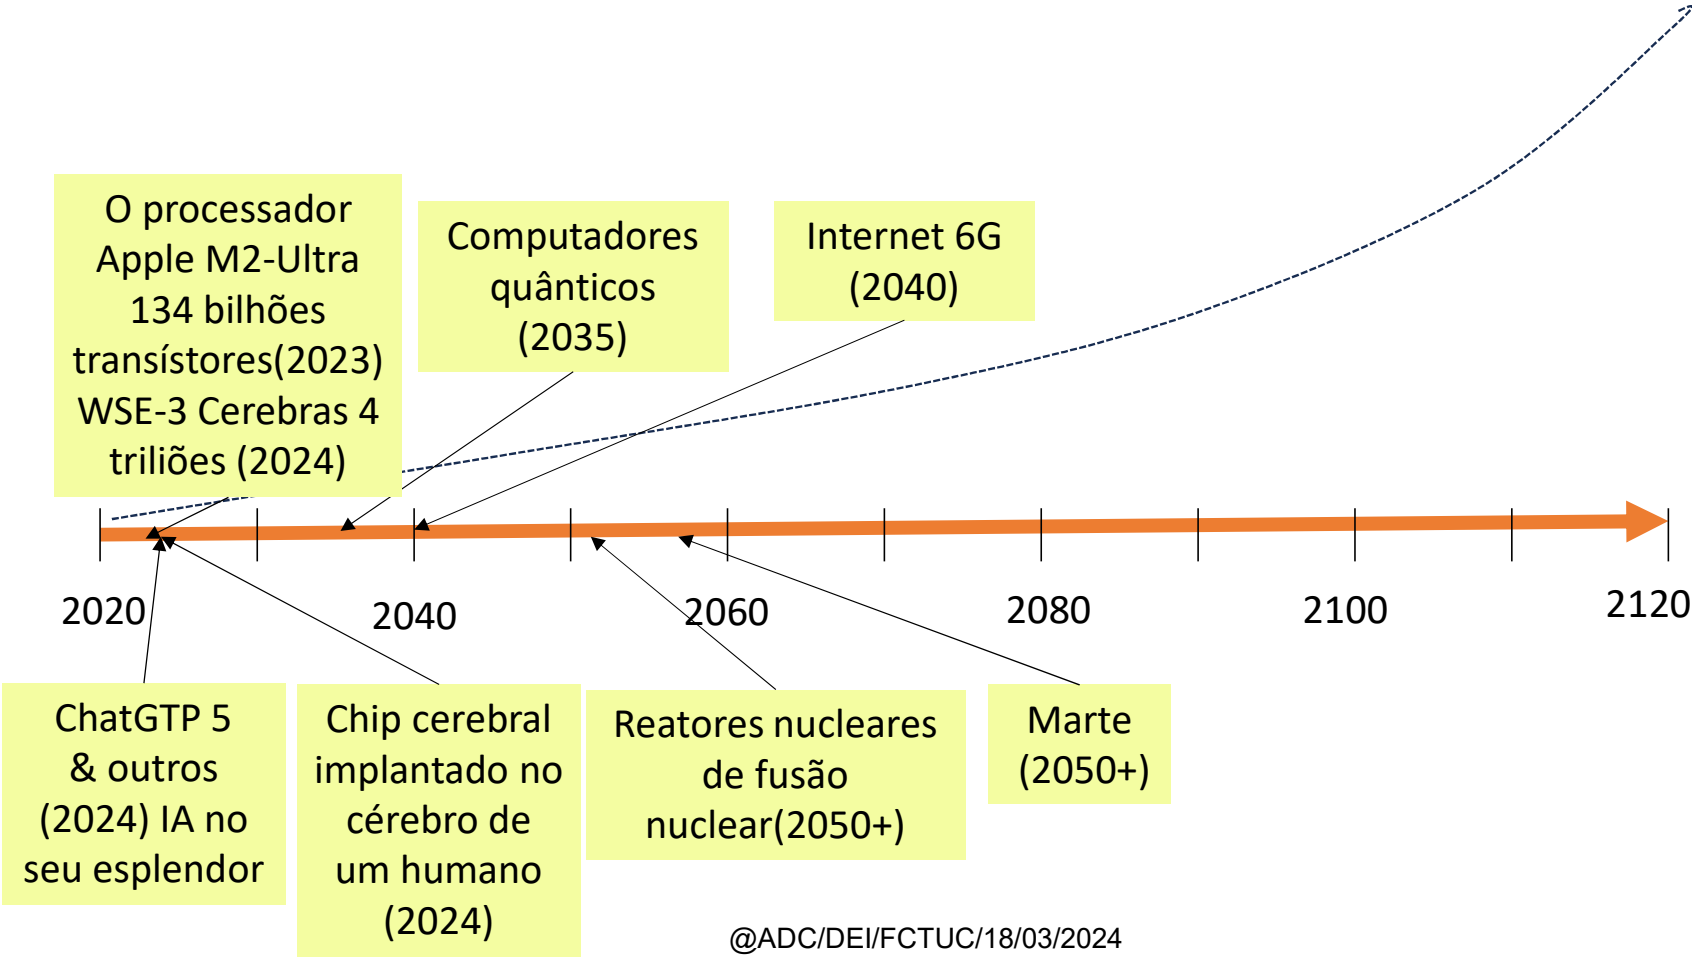 O processador
Apple M2-Ultra
134 bilhões
transístores(2023)
WSE-3 Cerebras 4
triliões (2024)
Computadores
quânticos
(2035)
Internet 6G
(2040)
2020
2040
2060
2080
2100
2120
ChatGTP 5
& outros
(2024) IA no
seu esplendor
Chip cerebral
implantado no
cérebro de
um humano
(2024)
Reatores nucleares
de fusão
nuclear(2050+)
Marte
(2050+)
@ADC/DEI/FCTUC/18/03/2024